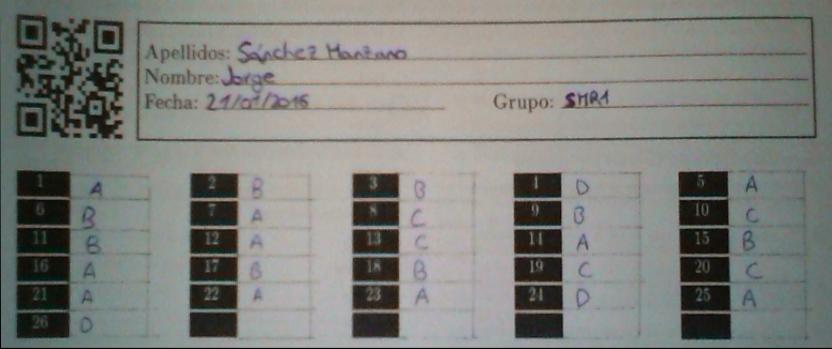 Apellidos: Sánchez Manzano
Nombre: Jorge
Fecha: 21/01/2016 Grupo: SMR1
1 A 2 B 3 B 4 D 5 A
6 B 7 A 8 C 9 B 10 C
11 B 12 A 13 C 14 A 15 B
16 A 17 B 18 B 19 C 20 C
21 A 22 A 23 A 24 D 25 A
26 D